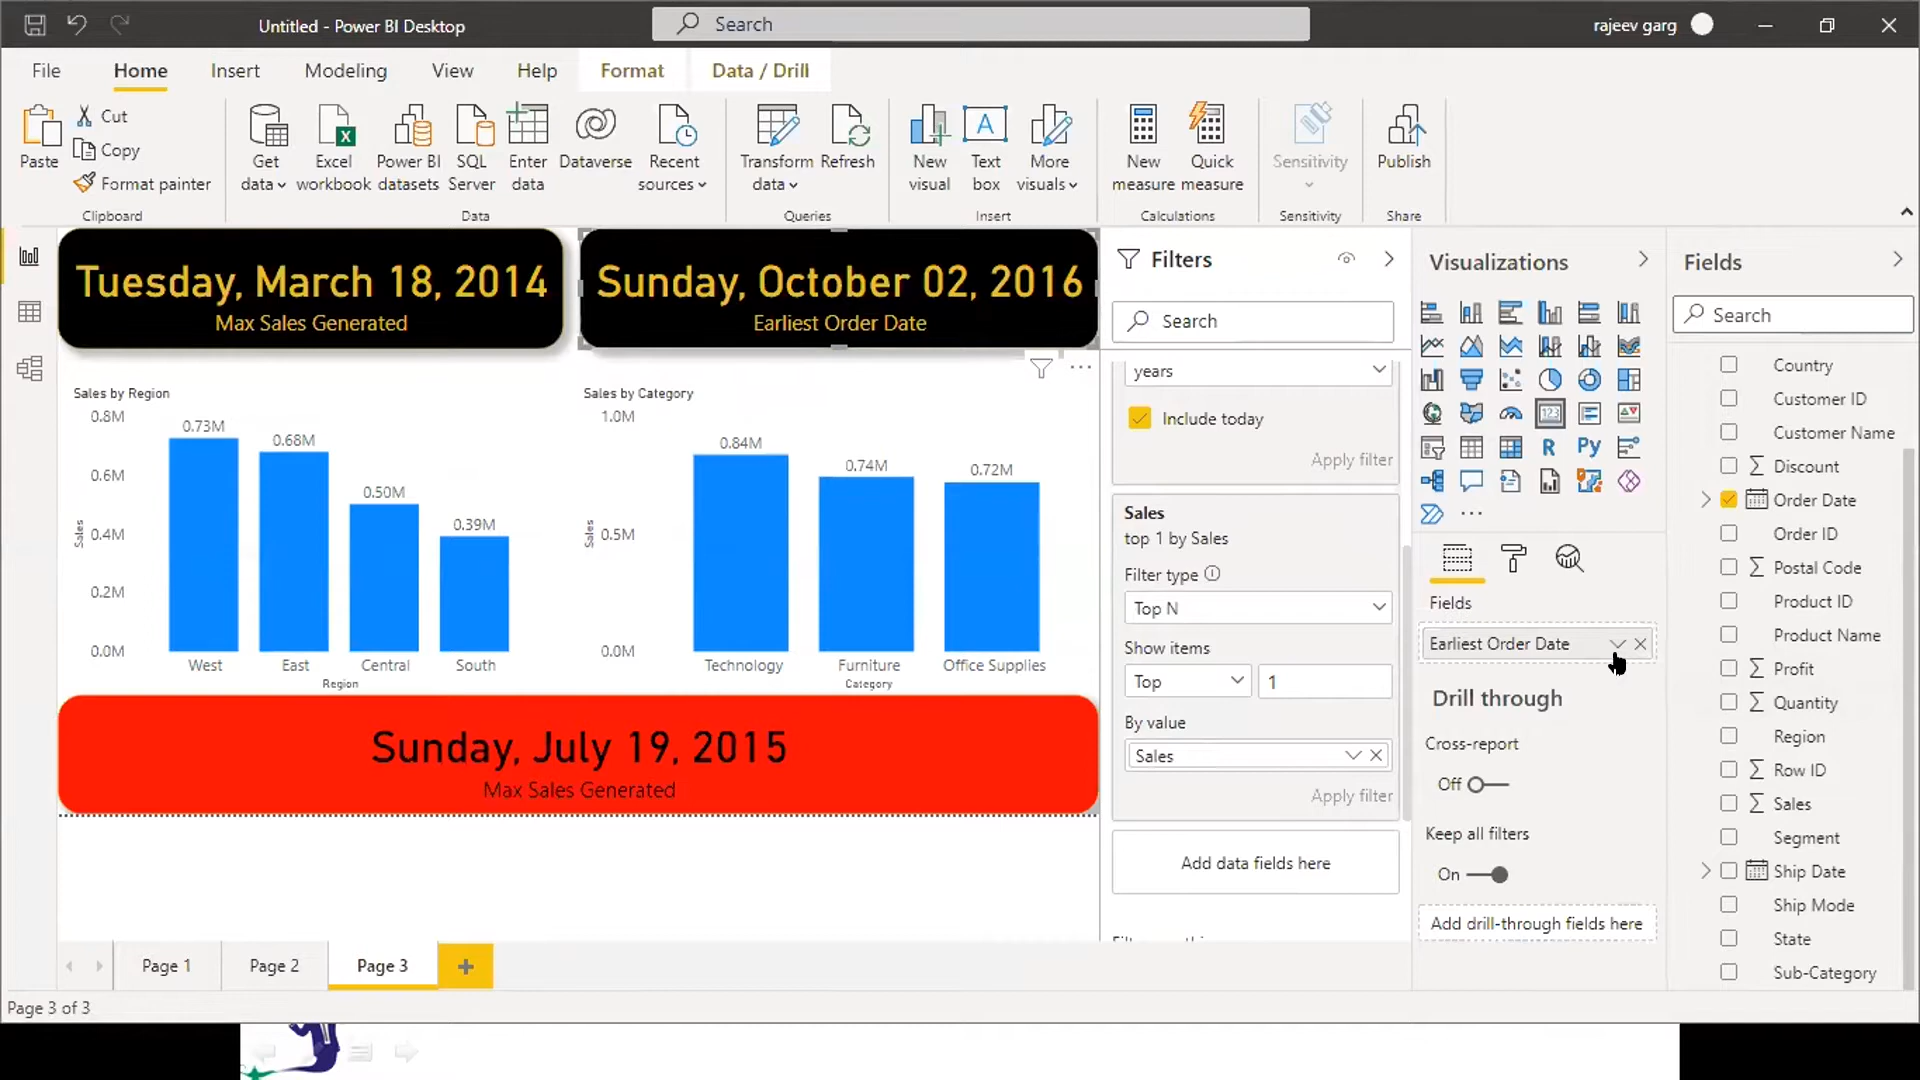 Untitled - Power BI Desktop
Search
rajeev garg
File
Home
Insert
Modeling
View
Help
Format
Data / Drill
Paste
Cut
Copy
Format painter
Get data
Excel workbook
Power BI datasets
SQL Server
Enter data
Dataverse
Recent sources
Transform data
Refresh
New visual
Text box
More visuals
New measure
Quick measure
Sensitivity
Publish
Clipboard
Data
Queries
Insert
Calculations
Sensitivity
Share
Tuesday, March 18, 2014
Max Sales Generated
Sunday, October 02, 2016
Earliest Order Date
Sales by Region
0.8M
0.6M
0.4M
0.2M
0.0M
Sales
0.73M
0.68M
0.50M
0.39M
West
East
Central
South
Region
Sales by Category
1.0M
0.5M
0.0M
Sales
0.84M
0.74M
0.72M
Technology
Furniture
Office Supplies
Category
Sunday, July 19, 2015
Max Sales Generated
Page 1
Page 2
Page 3
Page 3 of 3
Filters
Search
years
Include today
Apply filter
Sales
top 1 by Sales
Filter type
Top N
Show items
Top
1
By value
Sales
Apply filter
Add data fields here
Visualizations
123
R
Py
Fields
Earliest Order Date
Drill through
Cross-report
Off
Keep all filters
On
Add drill-through fields here
Fields
Search
Country
Customer ID
Customer Name
Discount
Order Date
Order ID
Postal Code
Product ID
Product Name
Profit
Quantity
Region
Row ID
Sales
Segment
Ship Date
Ship Mode
State
Sub-Category